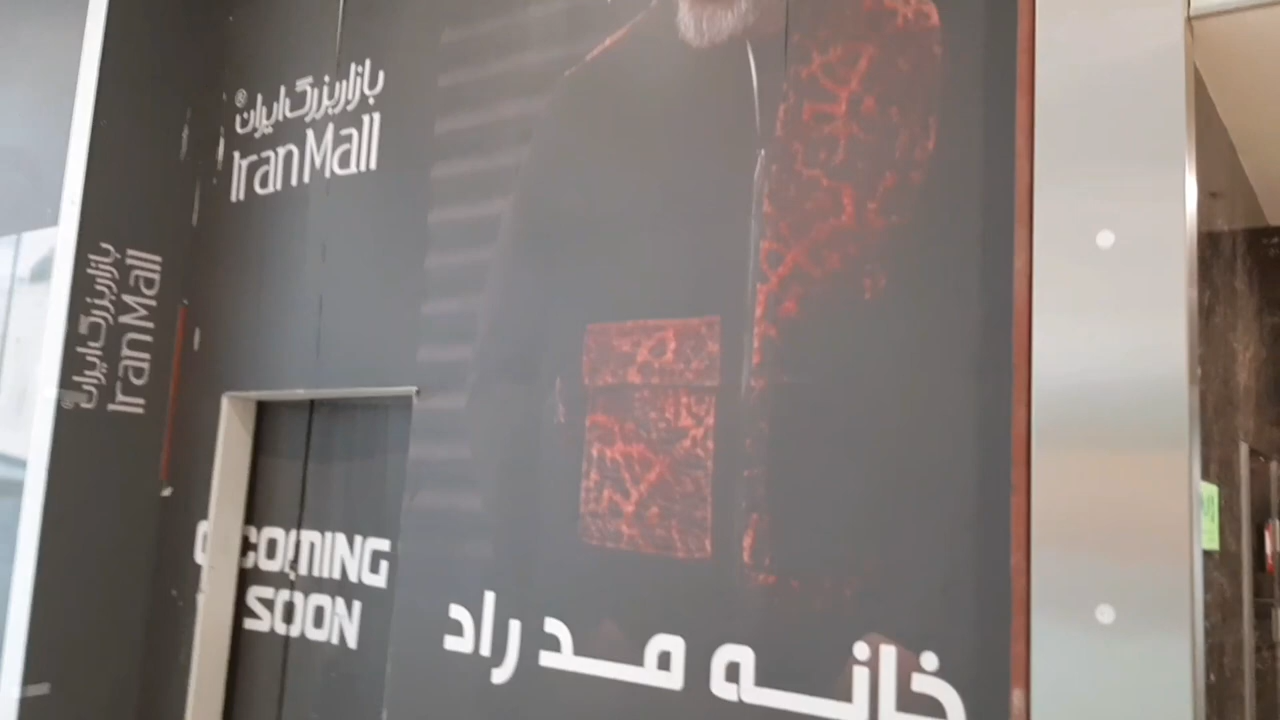 بازار بزرگ ایران®
Iran Mall
بازار بزرگ ایران
Iran Mall
COMING
SOON
خانه مد راد